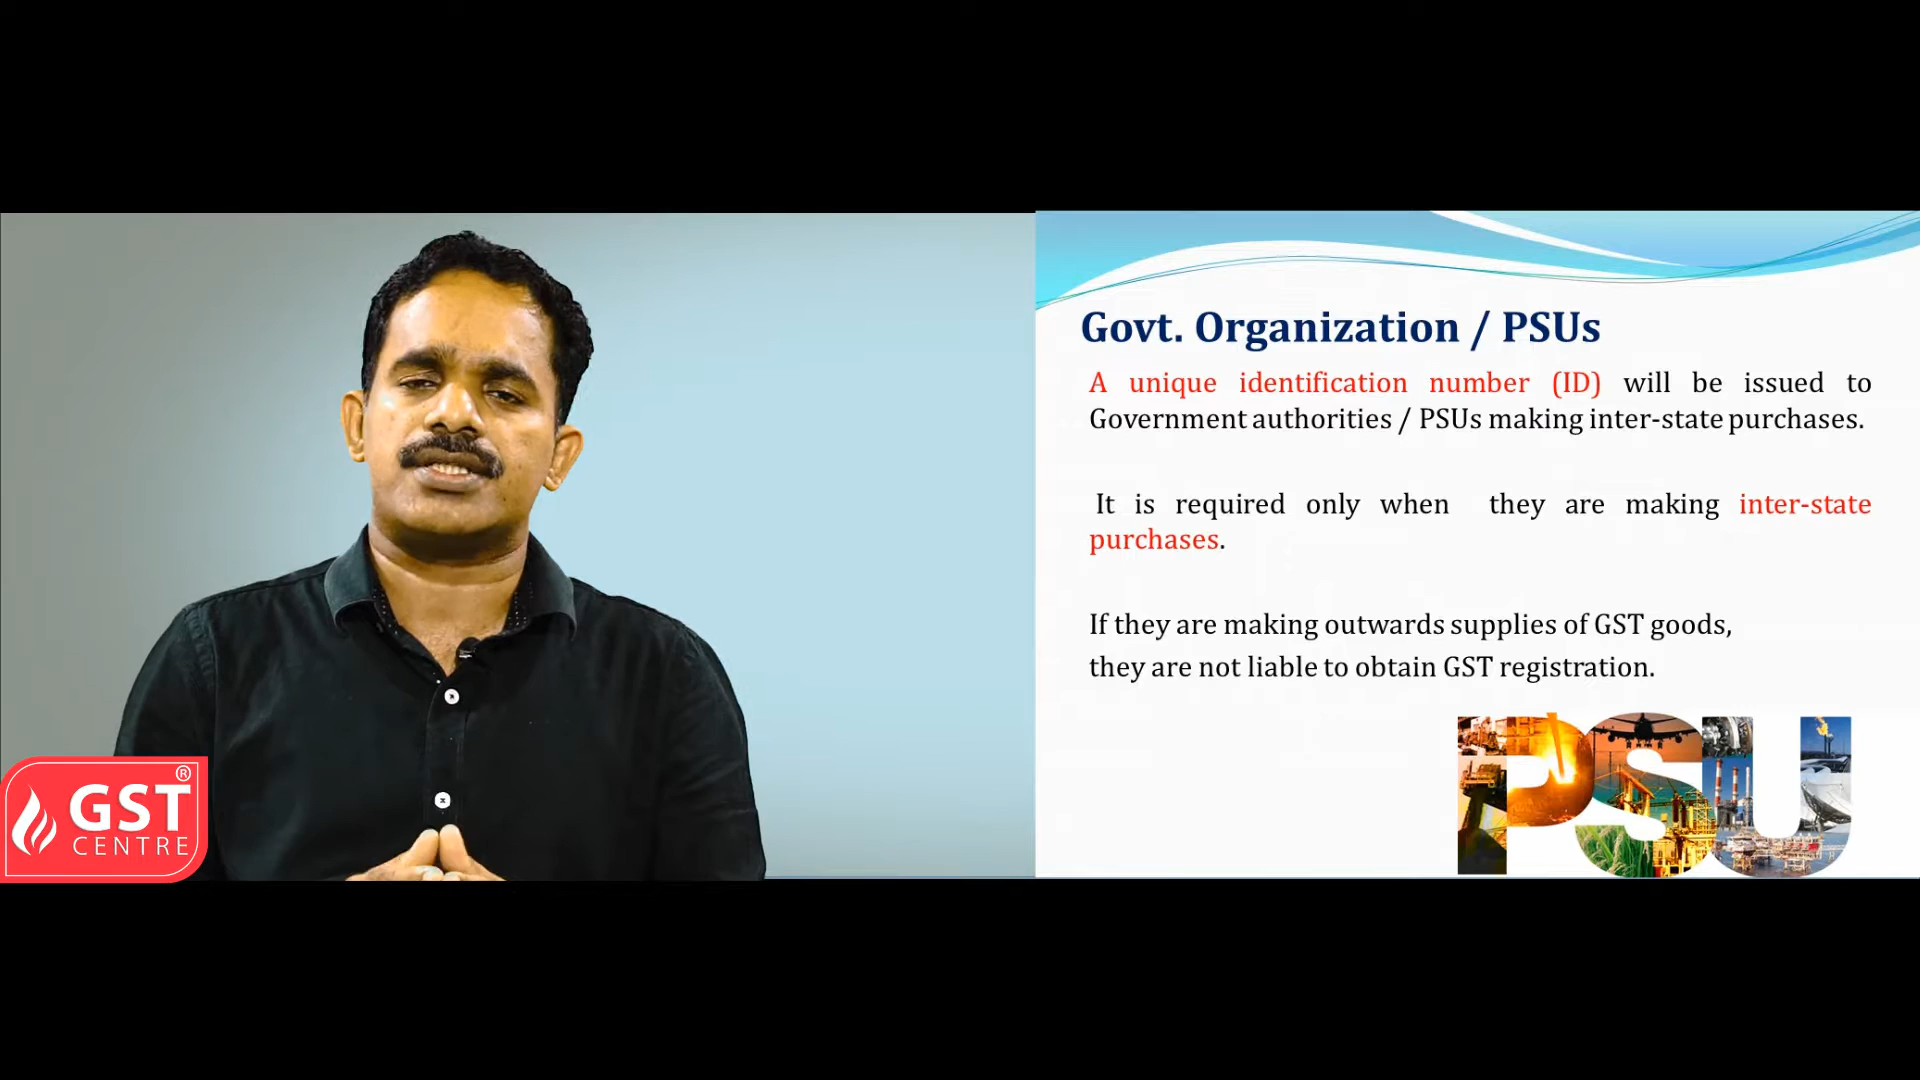 Govt. Organization / PSUs
A unique identification number (ID) will be issued to
Government authorities / PSUs making inter-state purchases.
It is required only when they are making inter-state
purchases.
If they are making outwards supplies of GST goods,
they are not liable to obtain GST registration.
PSU
GST®
CENTRE